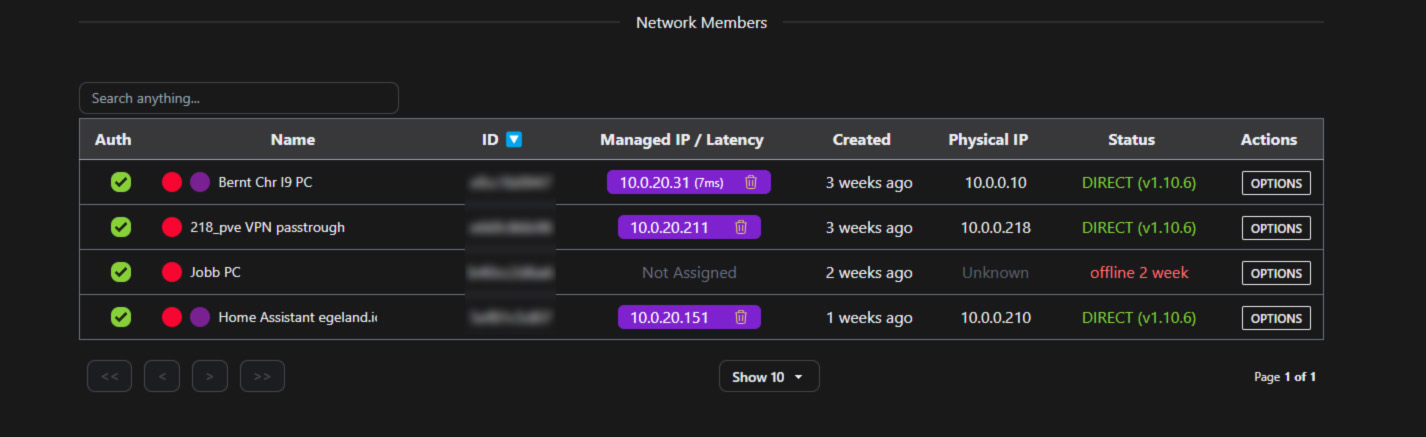 Network Members
Search anything...
Auth Name ID Managed IP / Latency Created Physical IP Status Actions
Bernt Chr I9 PC 10.0.20.31 (7ms) 3 weeks ago 10.0.0.10 DIRECT (v1.10.6) OPTIONS
218_pve VPN passtrough 10.0.20.211 3 weeks ago 10.0.0.218 DIRECT (v1.10.6) OPTIONS
Jobb PC Not Assigned 2 weeks ago Unknown offline 2 week OPTIONS
Home Assistant egeland.i 10.0.20.151 1 weeks ago 10.0.0.210 DIRECT (v1.10.6) OPTIONS
<< < > >> Show 10 Page 1 of 1